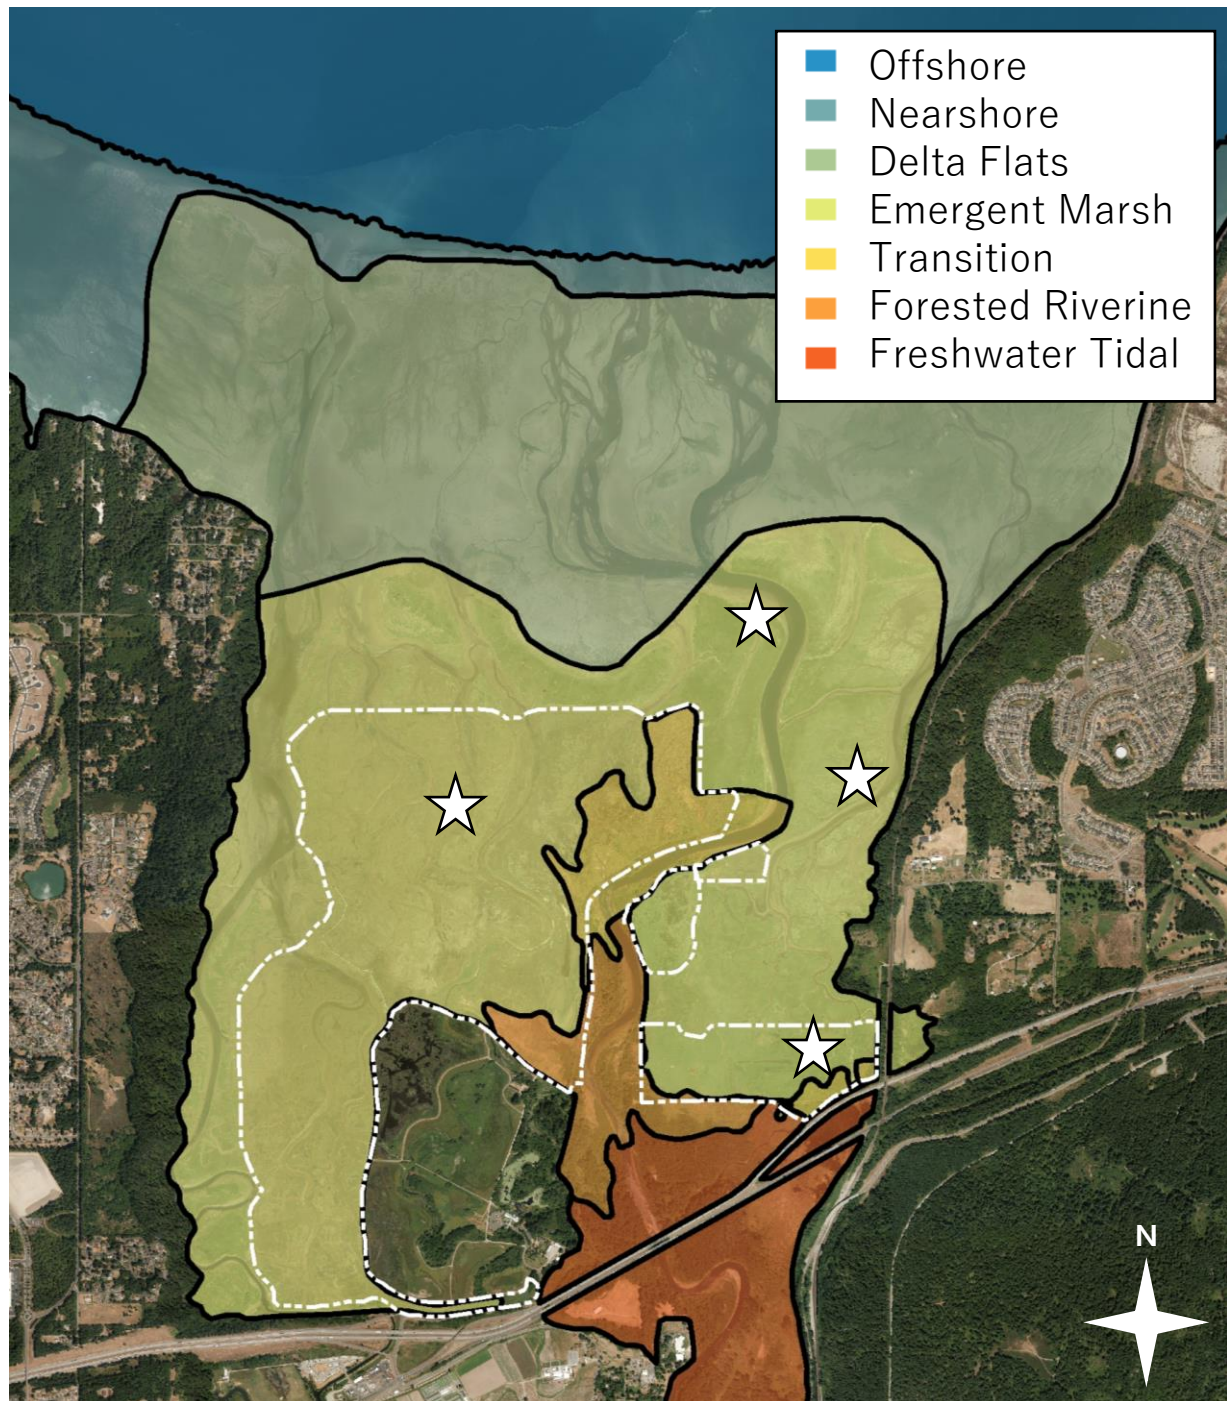 Offshore
Nearshore
Delta Flats
Emergent Marsh
Transition
Forested Riverine
Freshwater Tidal
N